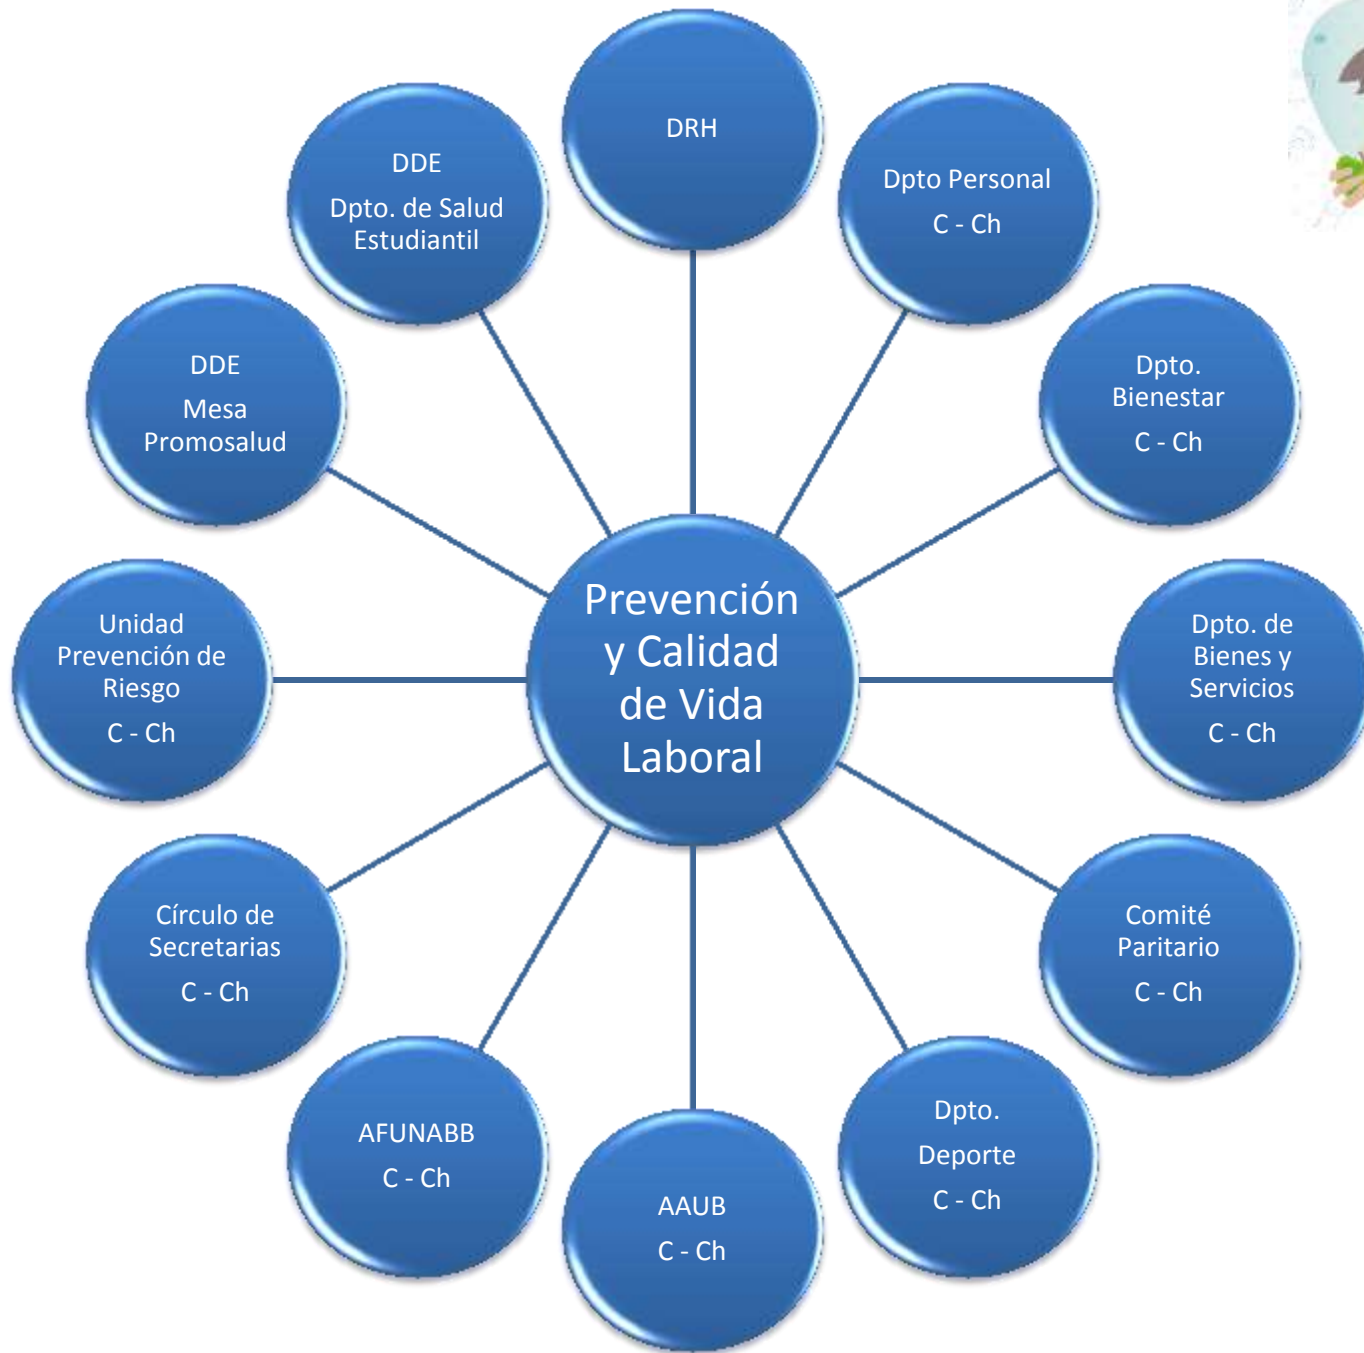 DRH
Dpto Personal
C - Ch
Dpto.
Bienestar
C - Ch
Dpto. de
Bienes y
Servicios
C - Ch
Comité
Paritario
C - Ch
Dpto.
Deporte
C - Ch
AAUB
C - Ch
AFUNABB
C - Ch
Círculo de
Secretarias
C - Ch
Unidad
Prevención de
Riesgo
C - Ch
DDE
Mesa
Promosalud
DDE
Dpto. de Salud
Estudiantil
Prevención
y Calidad
de Vida
Laboral